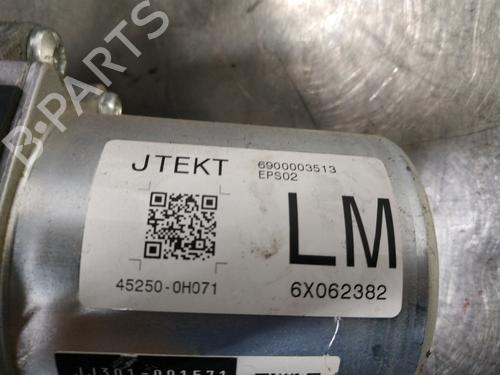 B-PARTS
JTEKT
6900003513
EPS02
LM
45250-0H071
6X062382